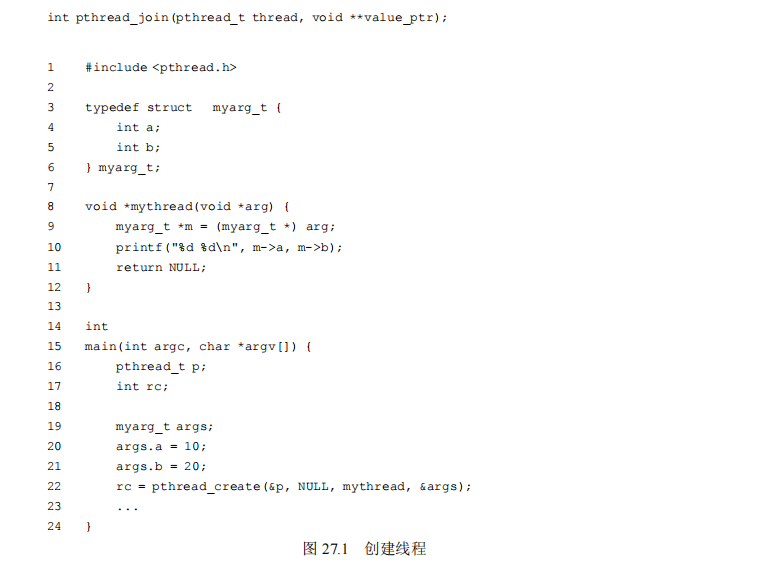 int pthread_join(pthread_t thread, void **value_ptr);
1 #include <pthread.h>
2
3 typedef struct myarg_t {
4 int a;
5 int b;
6 } myarg_t;
7
8 void *mythread(void *arg) {
9 myarg_t *m = (myarg_t *) arg;
10 printf("%d %d\n", m->a, m->b);
11 return NULL;
12 }
13
14 int
15 main(int argc, char *argv[]) {
16 pthread_t p;
17 int rc;
18
19 myarg_t args;
20 args.a = 10;
21 args.b = 20;
22 rc = pthread_create(&p, NULL, mythread, &args);
23 ...
24 }
图 27.1 创建线程